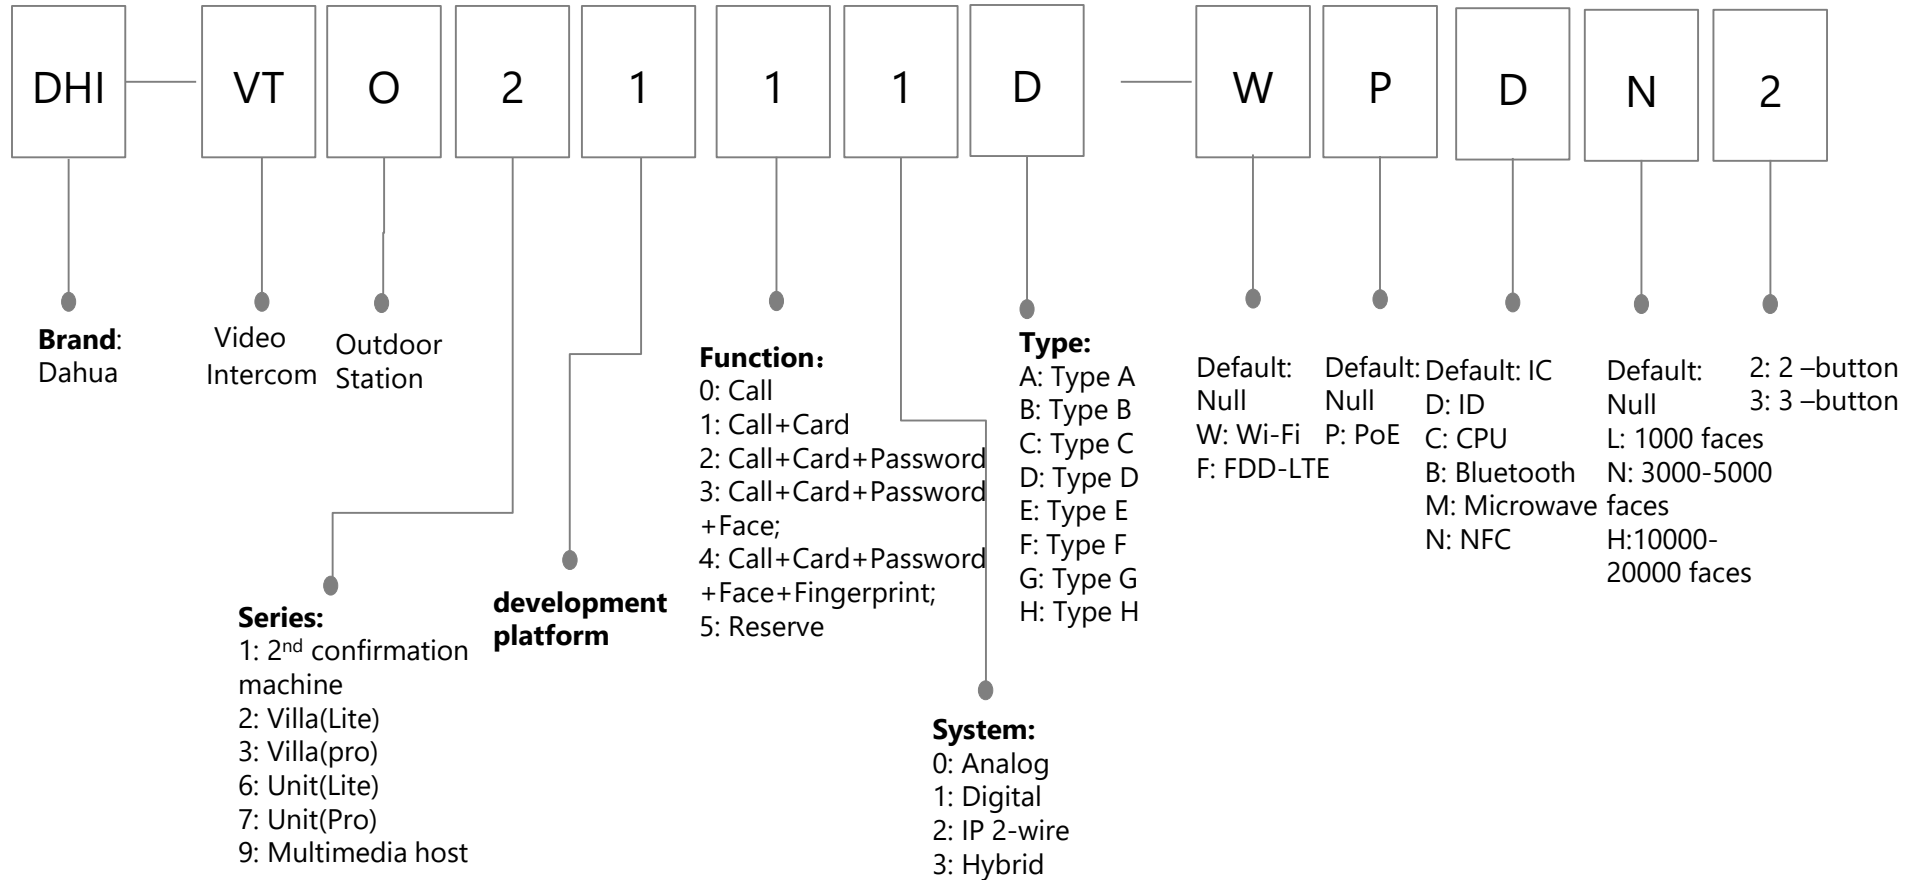 DHI VT O 2 1 1 1 D W P D N 2
Brand:
Dahua
Video
Intercom
Outdoor
Station
Series:
1: 2nd confirmation
machine
2: Villa(Lite)
3: Villa(pro)
6: Unit(Lite)
7: Unit(Pro)
9: Multimedia host
development
platform
Function：
0: Call
1: Call+Card
2: Call+Card+Password
3: Call+Card+Password
+Face;
4: Call+Card+Password
+Face+Fingerprint;
5: Reserve
System:
0: Analog
1: Digital
2: IP 2-wire
3: Hybrid
Type:
A: Type A
B: Type B
C: Type C
D: Type D
E: Type E
F: Type F
G: Type G
H: Type H
Default:
Null
W: Wi-Fi
F: FDD-LTE
Default:
Null
P: PoE
Default: IC
D: ID
C: CPU
B: Bluetooth
M: Microwave
N: NFC
Default:
Null
L: 1000 faces
N: 3000-5000
faces
H:10000-
20000 faces
2: 2 –button
3: 3 –button